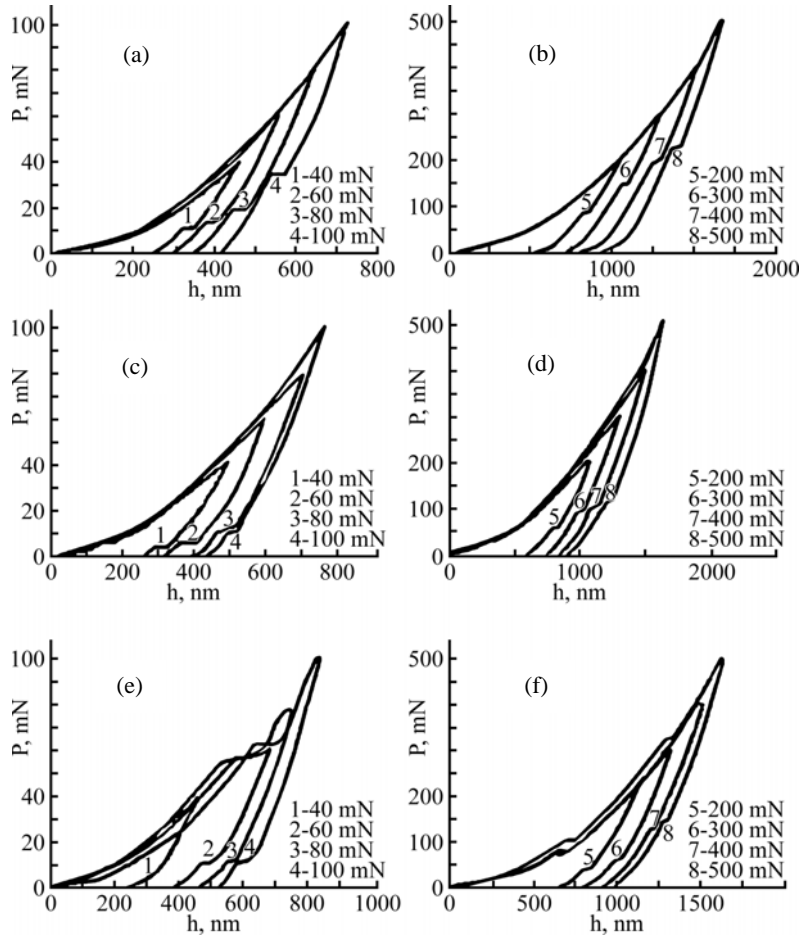 100
(a)
P, mN
40
20
0
1
2
3
4
1-40 mN
2-60 mN
3-80 mN
4-100 mN
0 200 400 600 800
h, nm
500
(b)
P, mN
200
100
0
5
6
7
8
5-200 mN
6-300 mN
7-400 mN
8-500 mN
0 1000 2000
h, nm
100
(c)
P, mN
40
20
0
1
2
3
4
1-40 mN
2-60 mN
3-80 mN
4-100 mN
0 200 400 600 800
h, nm
500
(d)
P, mN
200
100
0
5
6
7
8
5-200 mN
6-300 mN
7-400 mN
8-500 mN
0 1000 2000
h, nm
100
(e)
P, mN
40
20
0
1
2
3
4
1-40 mN
2-60 mN
3-80 mN
4-100 mN
0 200 400 600 800 1000
h, nm
500
(f)
P, mN
200
100
0
5
6
7
8
5-200 mN
6-300 mN
7-400 mN
8-500 mN
0 500 1000 1500
h, nm